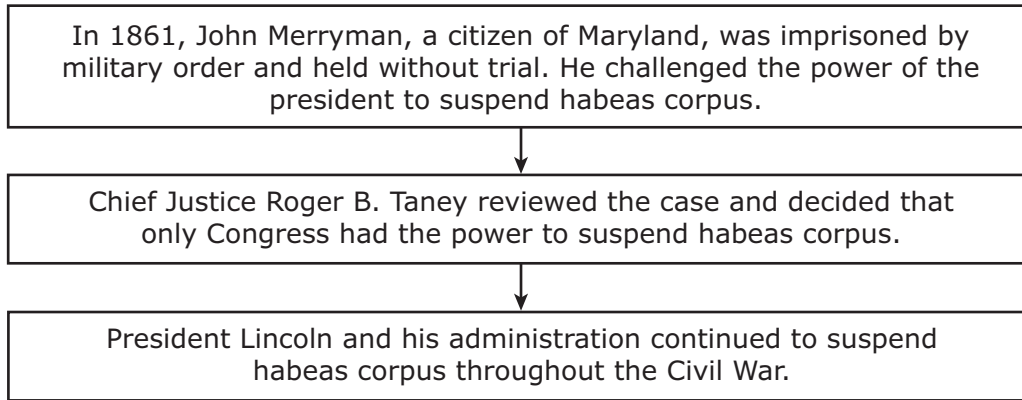 In 1861, John Merryman, a citizen of Maryland, was imprisoned by
military order and held without trial. He challenged the power of the
president to suspend habeas corpus.
Chief Justice Roger B. Taney reviewed the case and decided that
only Congress had the power to suspend habeas corpus.
President Lincoln and his administration continued to suspend
habeas corpus throughout the Civil War.